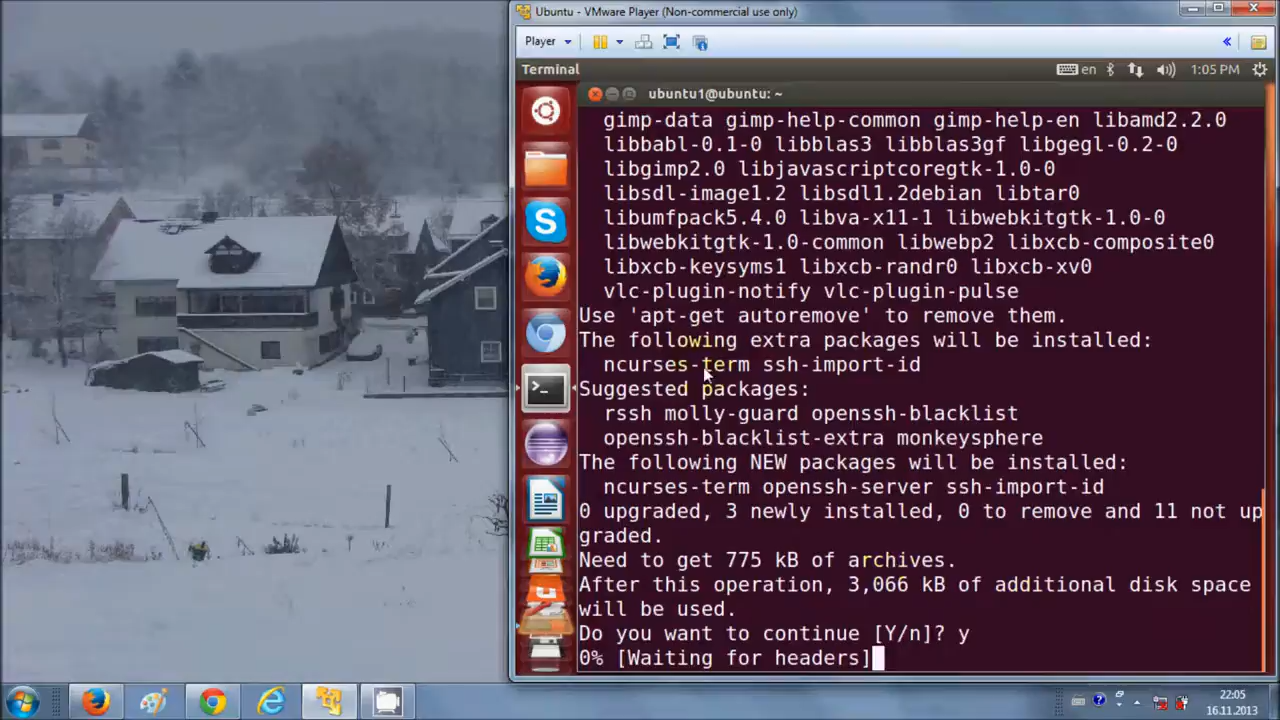 Ubuntu - VMware Player (Non-commercial use only)
Player
Terminal
en
1:05 PM
ubuntu1@ubuntu: ~
gimp-data gimp-help-common gimp-help-en libamd2.2.0
libbabl-0.1-0 libblas3 libblas3gf libgegl-0.2-0
libgimp2.0 libjavascriptcoregtk-1.0-0
libsdl-image1.2 libsdl1.2debian libtar0
libumfpack5.4.0 libva-x11-1 libwebkitgtk-1.0-0
libwebkitgtk-1.0-common libwebp2 libxcb-composite0
libxcb-keysyms1 libxcb-randr0 libxcb-xv0
vlc-plugin-notify vlc-plugin-pulse
Use 'apt-get autoremove' to remove them.
The following extra packages will be installed:
ncurses-term ssh-import-id
Suggested packages:
rssh molly-guard openssh-blacklist
openssh-blacklist-extra monkeysphere
The following NEW packages will be installed:
ncurses-term openssh-server ssh-import-id
0 upgraded, 3 newly installed, 0 to remove and 11 not up
graded.
Need to get 775 kB of archives.
After this operation, 3,066 kB of additional disk space
will be used.
Do you want to continue [Y/n]? y
0% [Waiting for headers]
22:05
16.11.2013